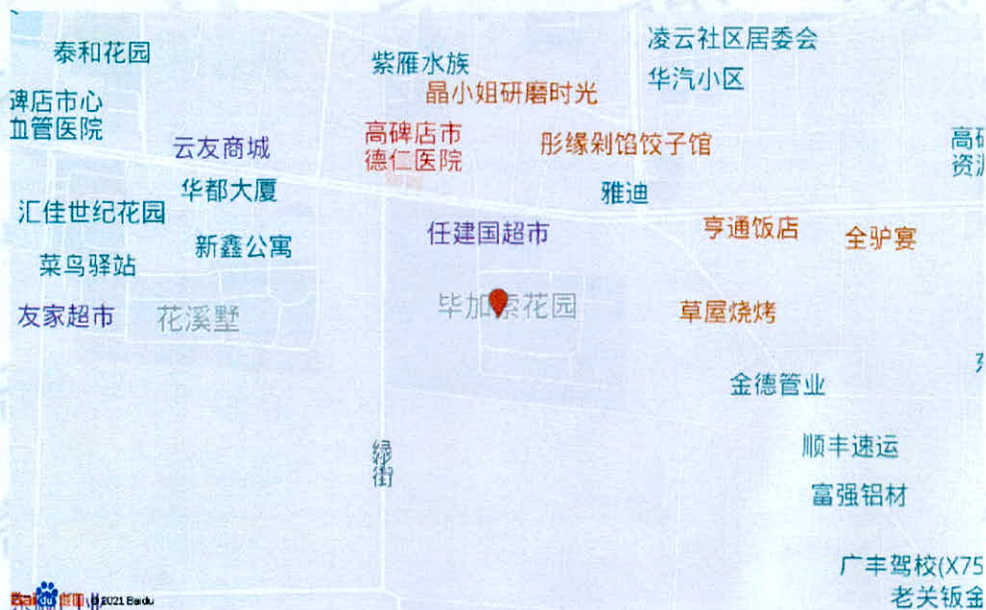 泰和花园
紫雁水族
凌云社区居委会
华汽小区
晶小姐研磨时光
碑店市心
血管医院
云友商城
高碑店市
德仁医院
彤缘剁馅饺子馆
高碑
资源
华都大厦
雅迪
汇佳世纪花园
任建国超市
亨通饭店
全驴宴
新鑫公寓
菜鸟驿站
友家超市
花溪墅
毕加索花园
草屋烧烤
金德管业
绿化街
顺丰速运
富强铝材
广丰驾校(X75
老关钣金
© 2021 Baidu